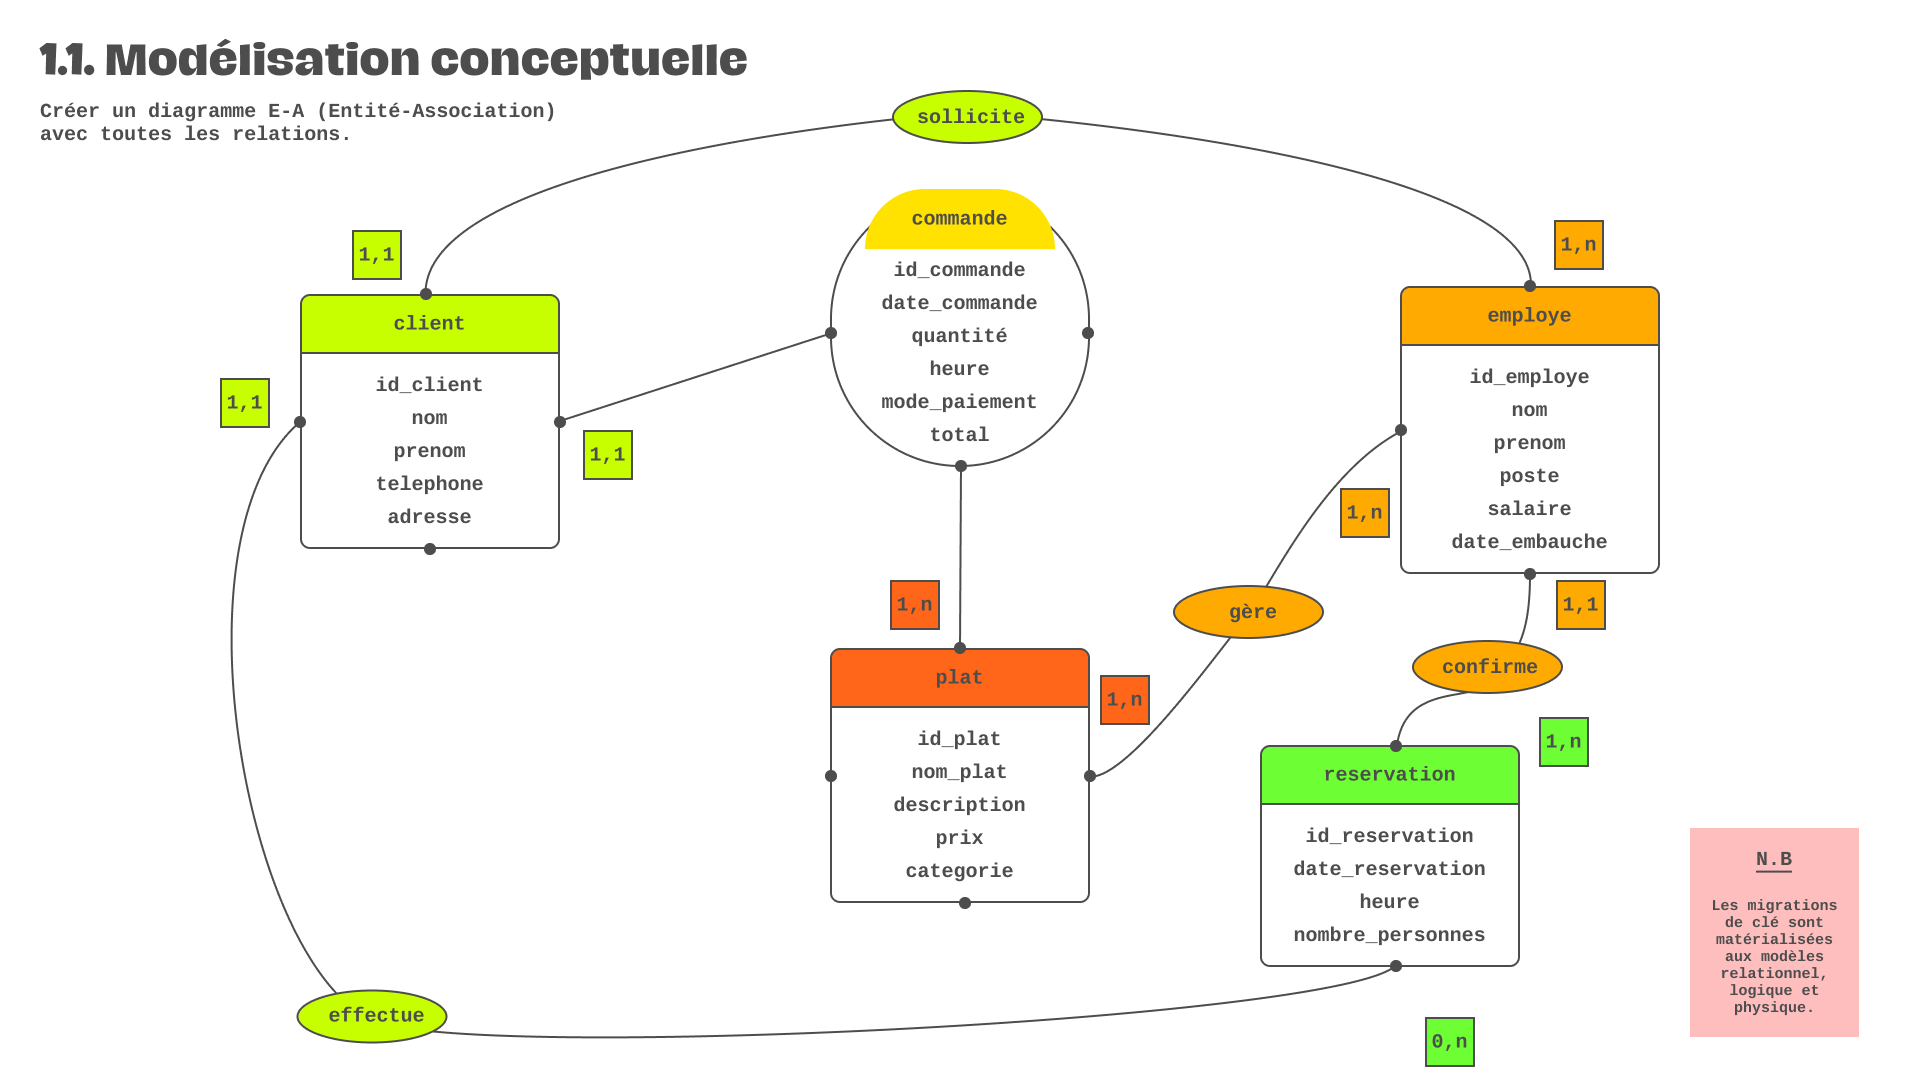 1.1. Modélisation conceptuelle
Créer un diagramme E-A (Entité-Association)
avec toutes les relations.
sollicite
commande
id_commande
date_commande
quantité
heure
mode_paiement
total
1,1
1,n
client
id_client
nom
prenom
telephone
adresse
1,1
1,1
employe
id_employe
nom
prenom
poste
salaire
date_embauche
1,n
1,n
1,1
gère
confirme
plat
id_plat
nom_plat
description
prix
categorie
1,n
1,n
reservation
id_reservation
date_reservation
heure
nombre_personnes
effectue
0,n
N.B
Les migrations
de clé sont
matérialisées
aux modèles
relationnel,
logique et
physique.